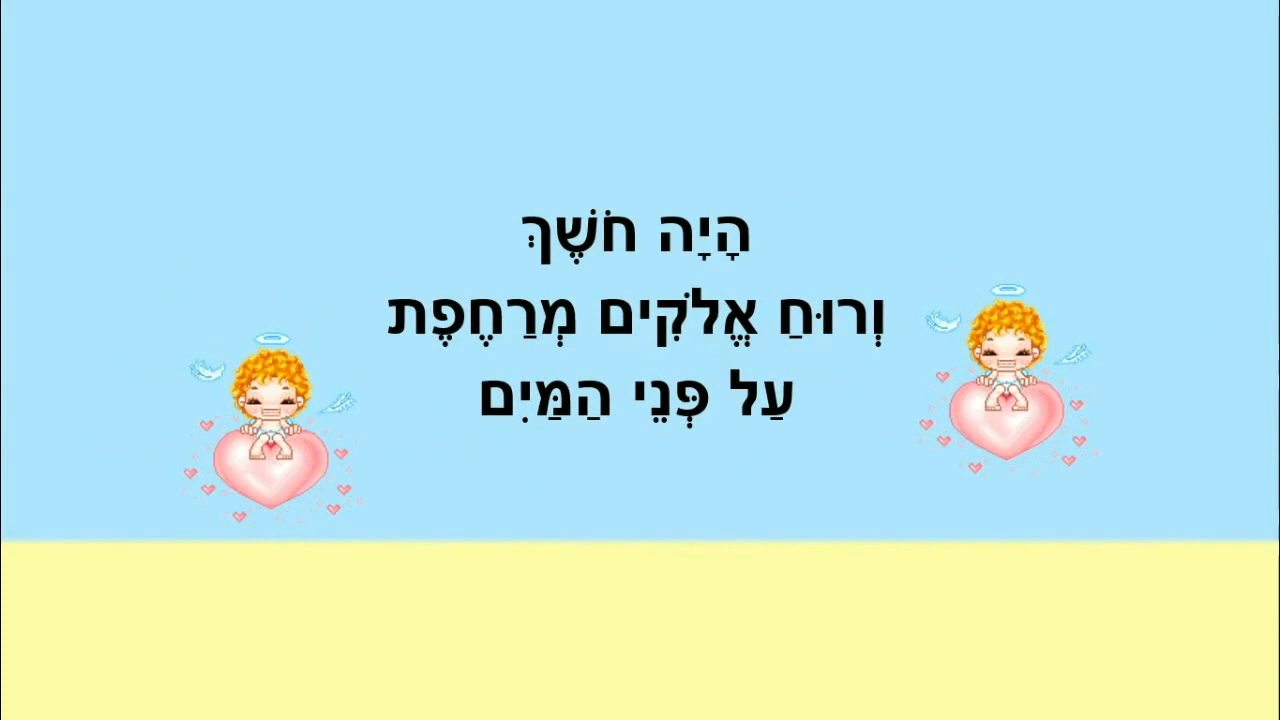 הָיָה חֹשֶׁךְ
וְרוּחַ אֱלֹקִים מְרַחֶפֶת
עַל פְּנֵי הַמַּיִם